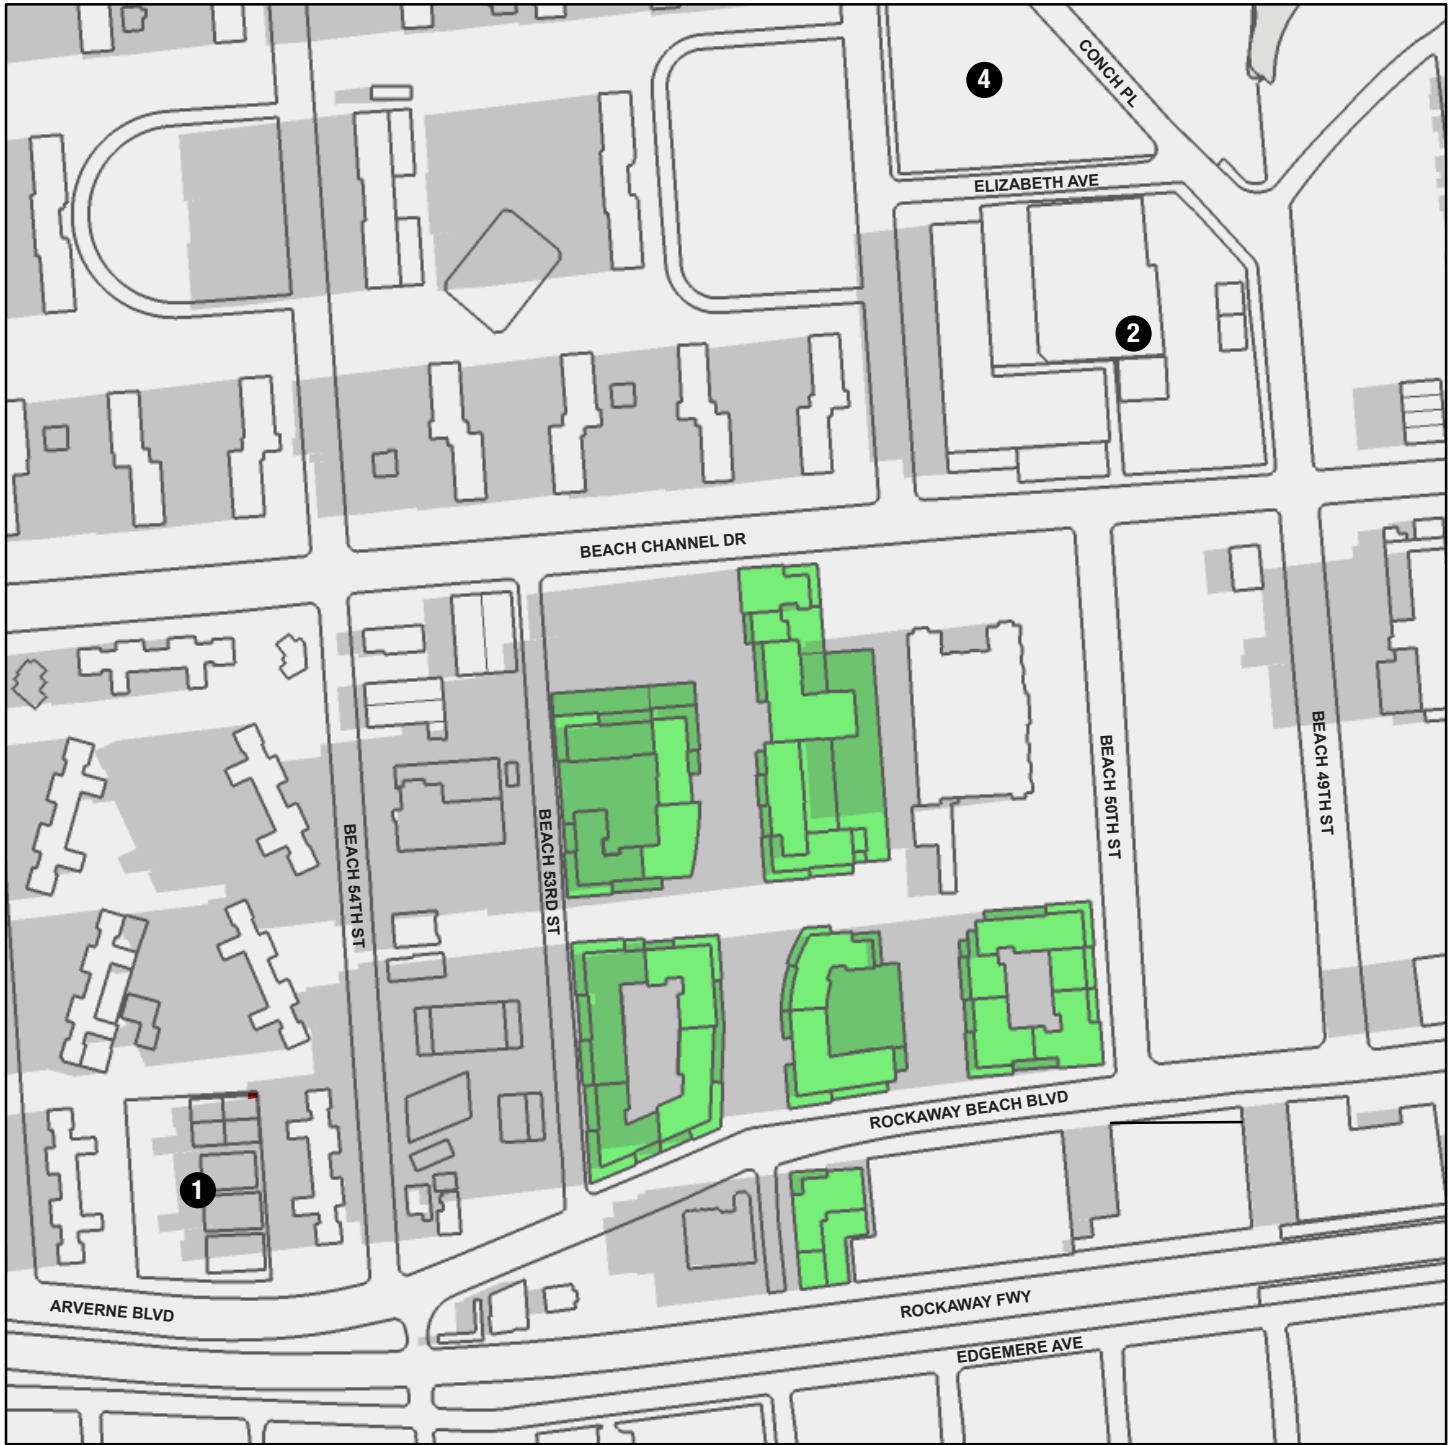 CONCH PL
4
ELIZABETH AVE
2
BEACH CHANNEL DR
BEACH 49TH ST
BEACH 50TH ST
BEACH 53RD ST
BEACH 54TH ST
ROCKAWAY BEACH BLVD
1
ARVERNE BLVD
ROCKAWAY FWY
EDGEMERE AVE